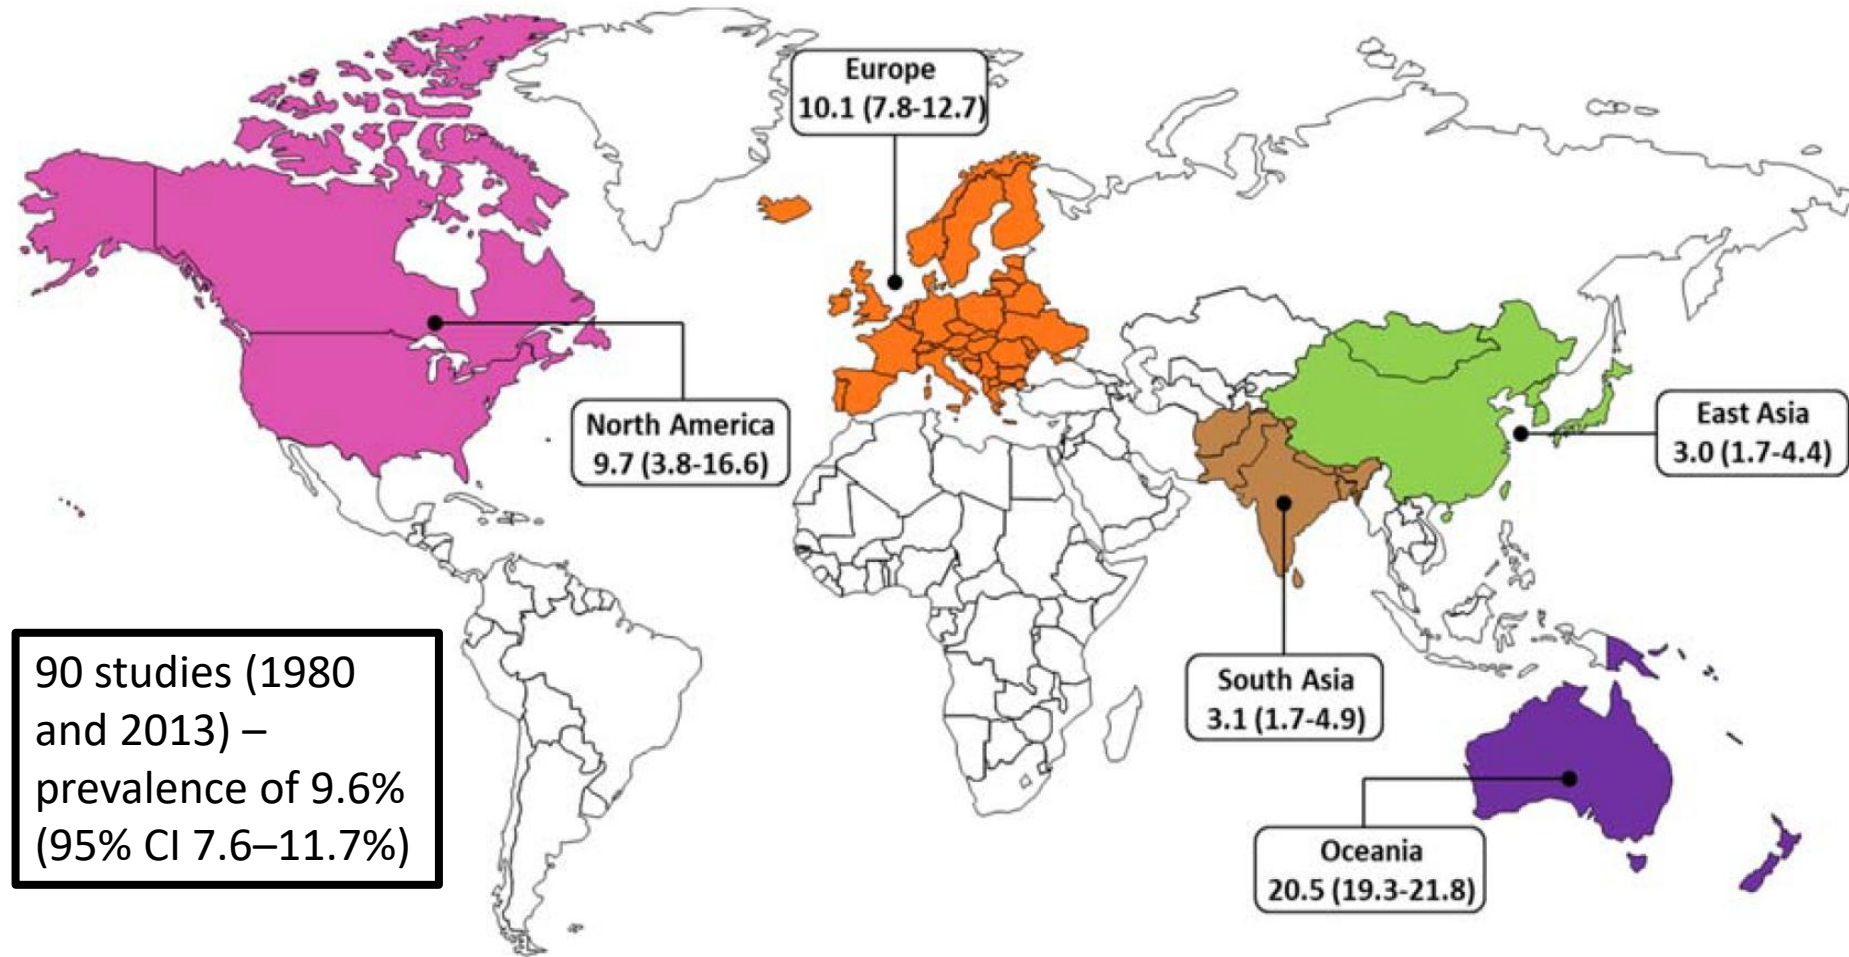 Europe
10.1 (7.8-12.7)
North America
9.7 (3.8-16.6)
East Asia
3.0 (1.7-4.4)
South Asia
3.1 (1.7-4.9)
Oceania
20.5 (19.3-21.8)
90 studies (1980
and 2013) –
prevalence of 9.6%
(95% CI 7.6–11.7%)